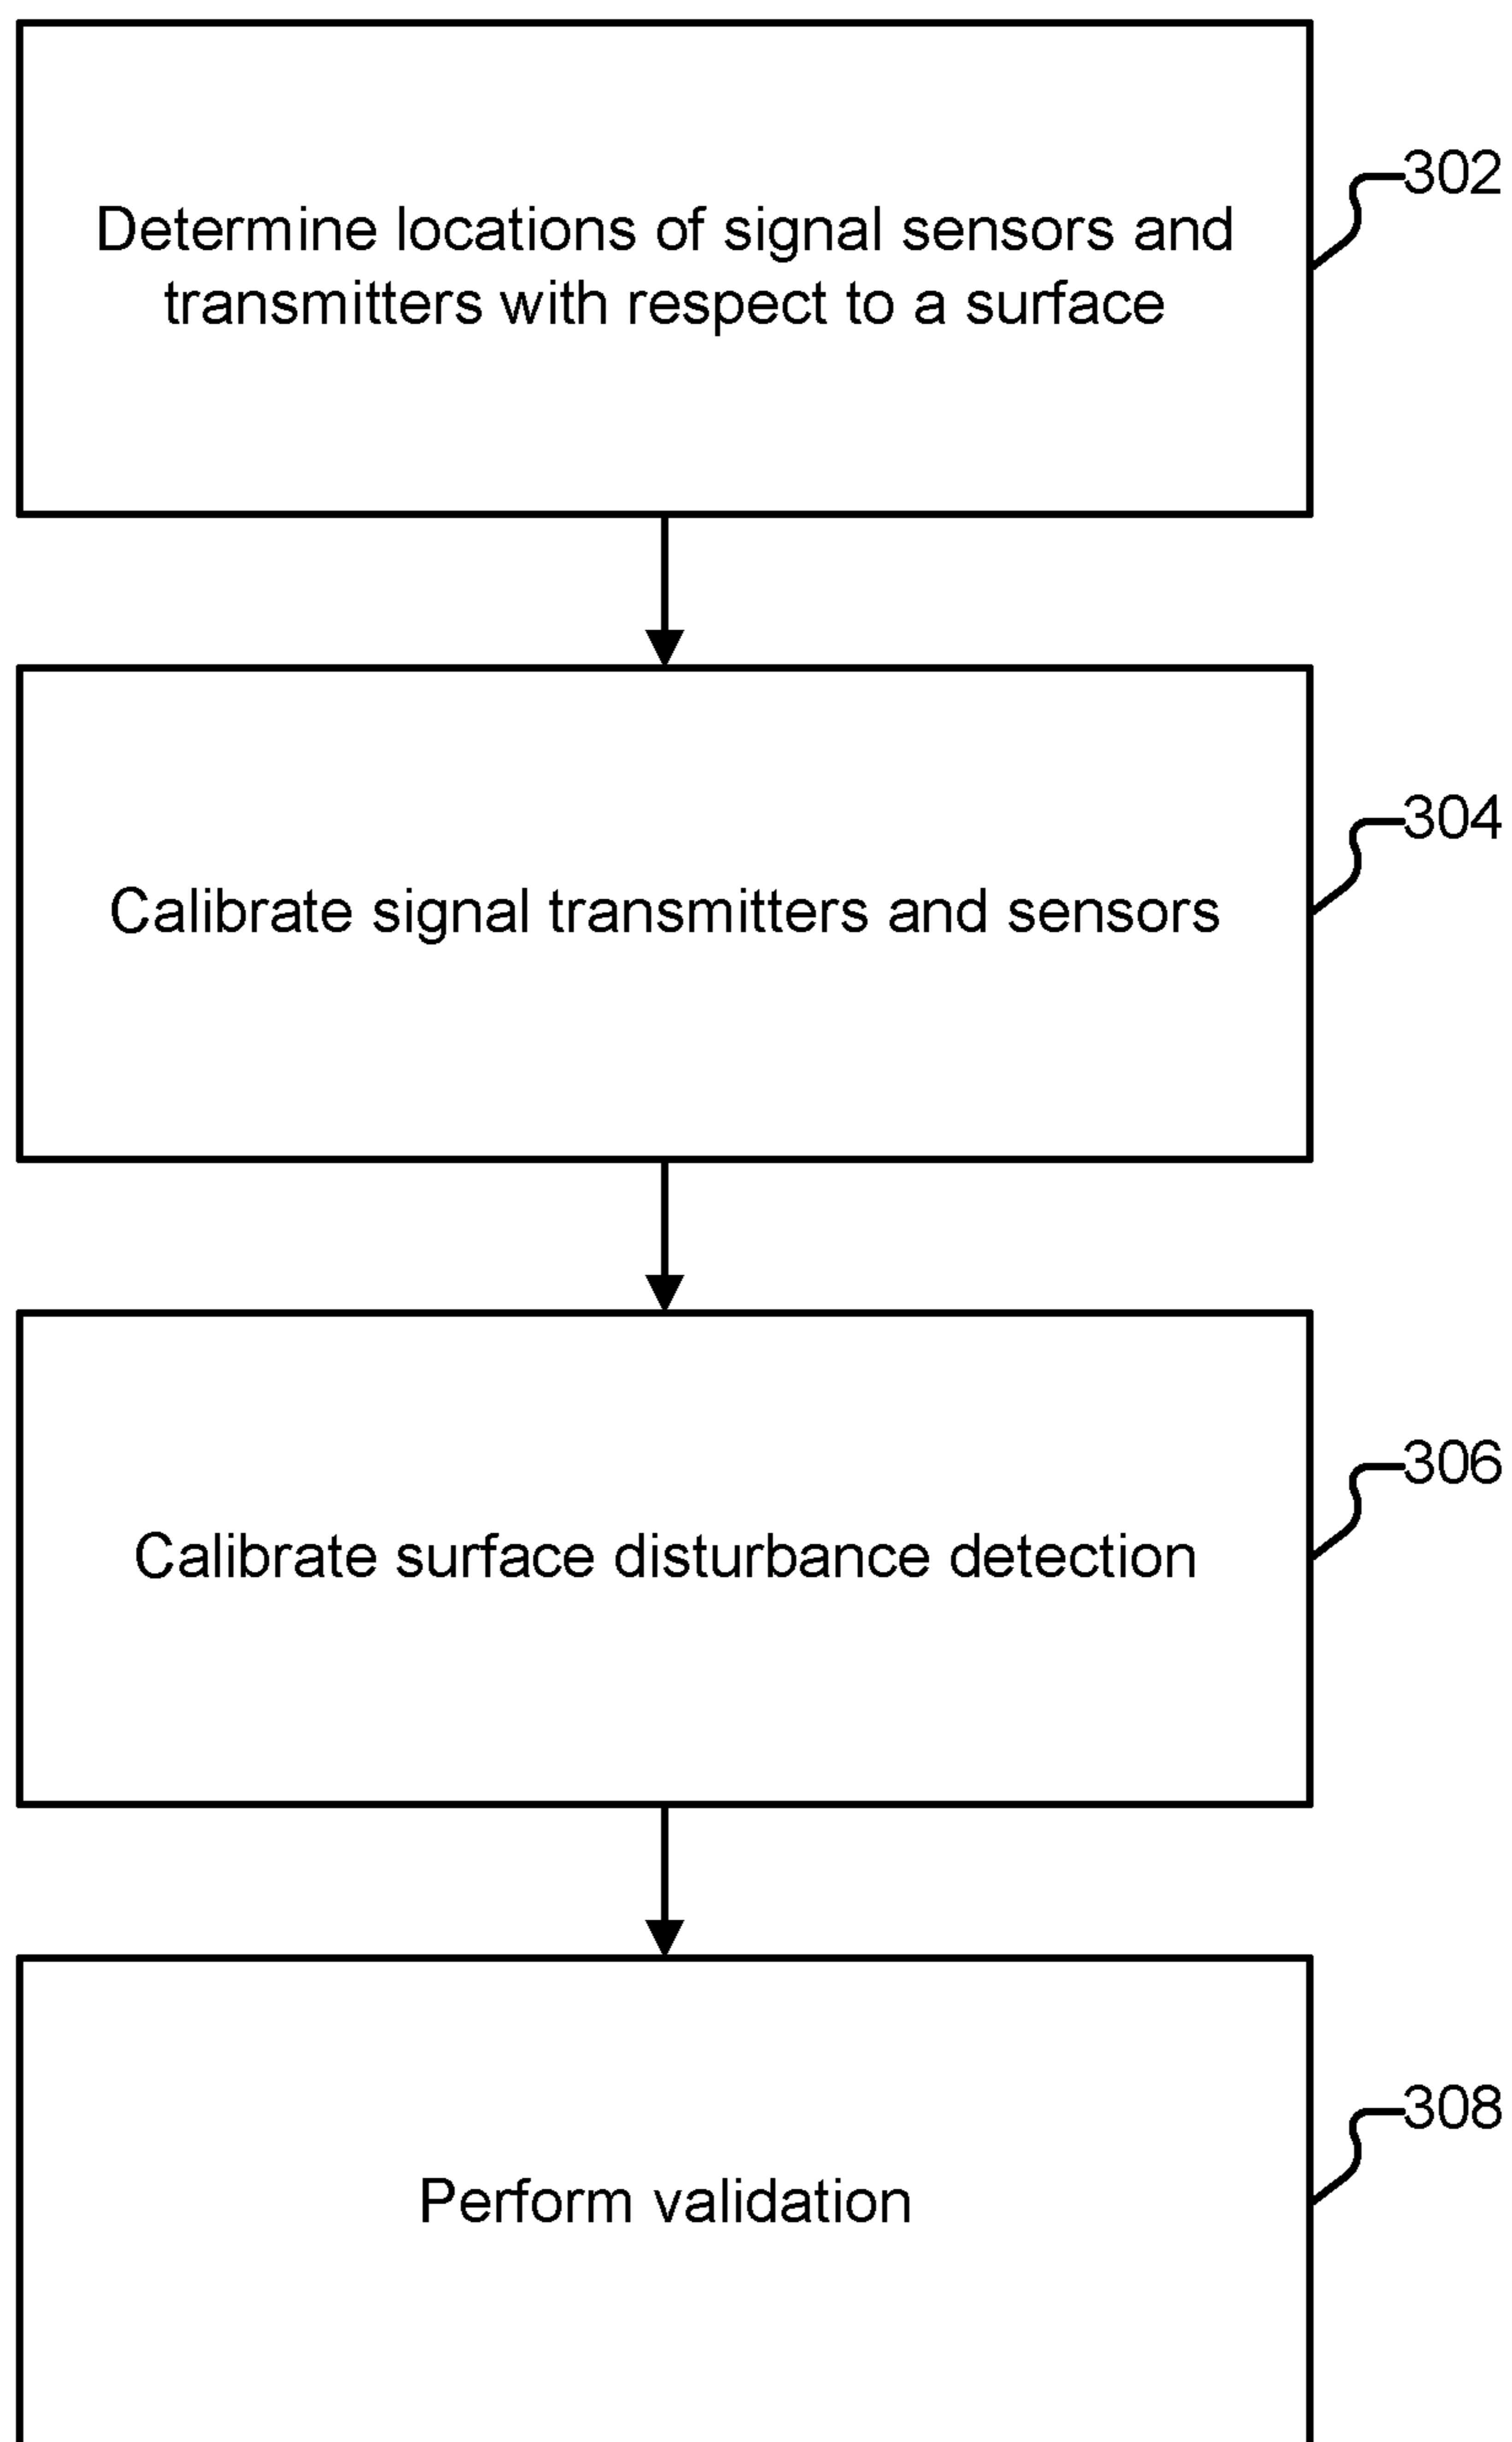 302
Determine locations of signal sensors and
transmitters with respect to a surface
304
Calibrate signal transmitters and sensors
306
Calibrate surface disturbance detection
308
Perform validation